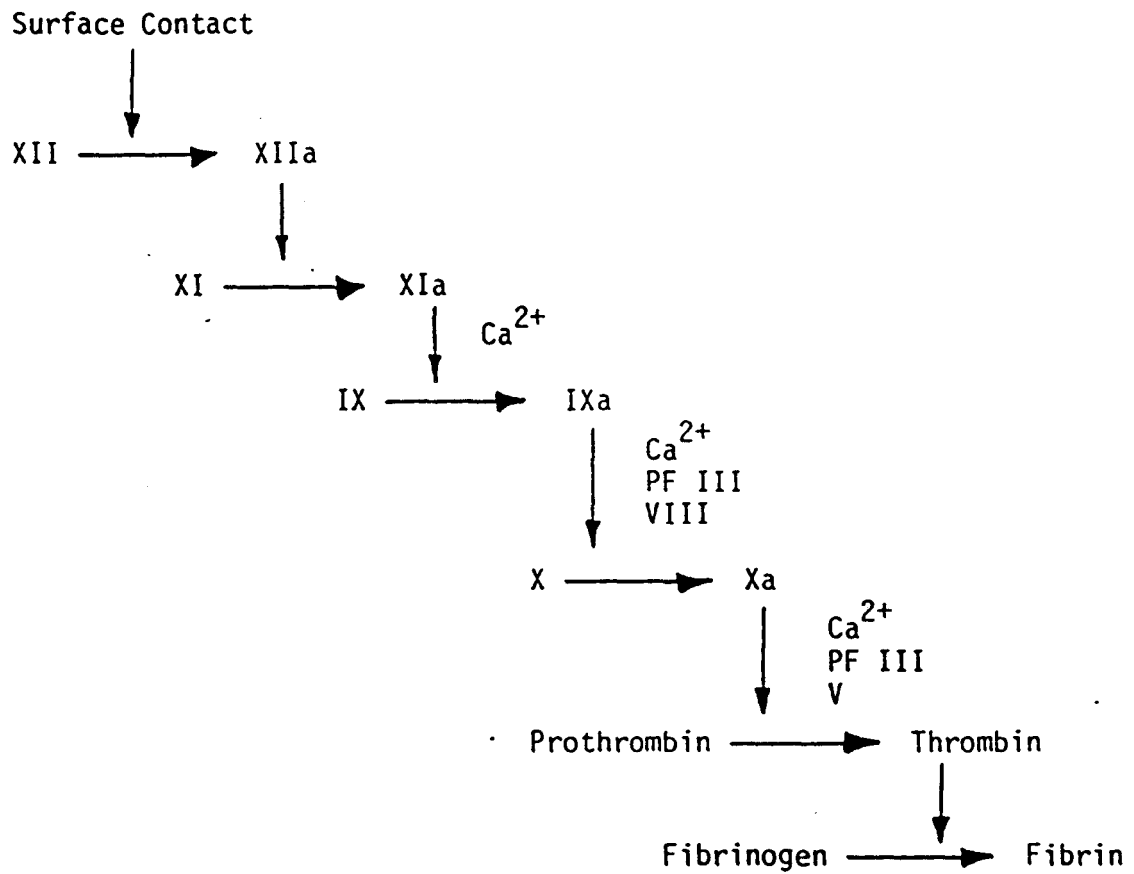 Surface Contact
XII XIIa
XI XIa
Ca²⁺
IX IXa
Ca²⁺
PF III
VIII
X Xa
Ca²⁺
PF III
V
Prothrombin Thrombin
Fibrinogen Fibrin